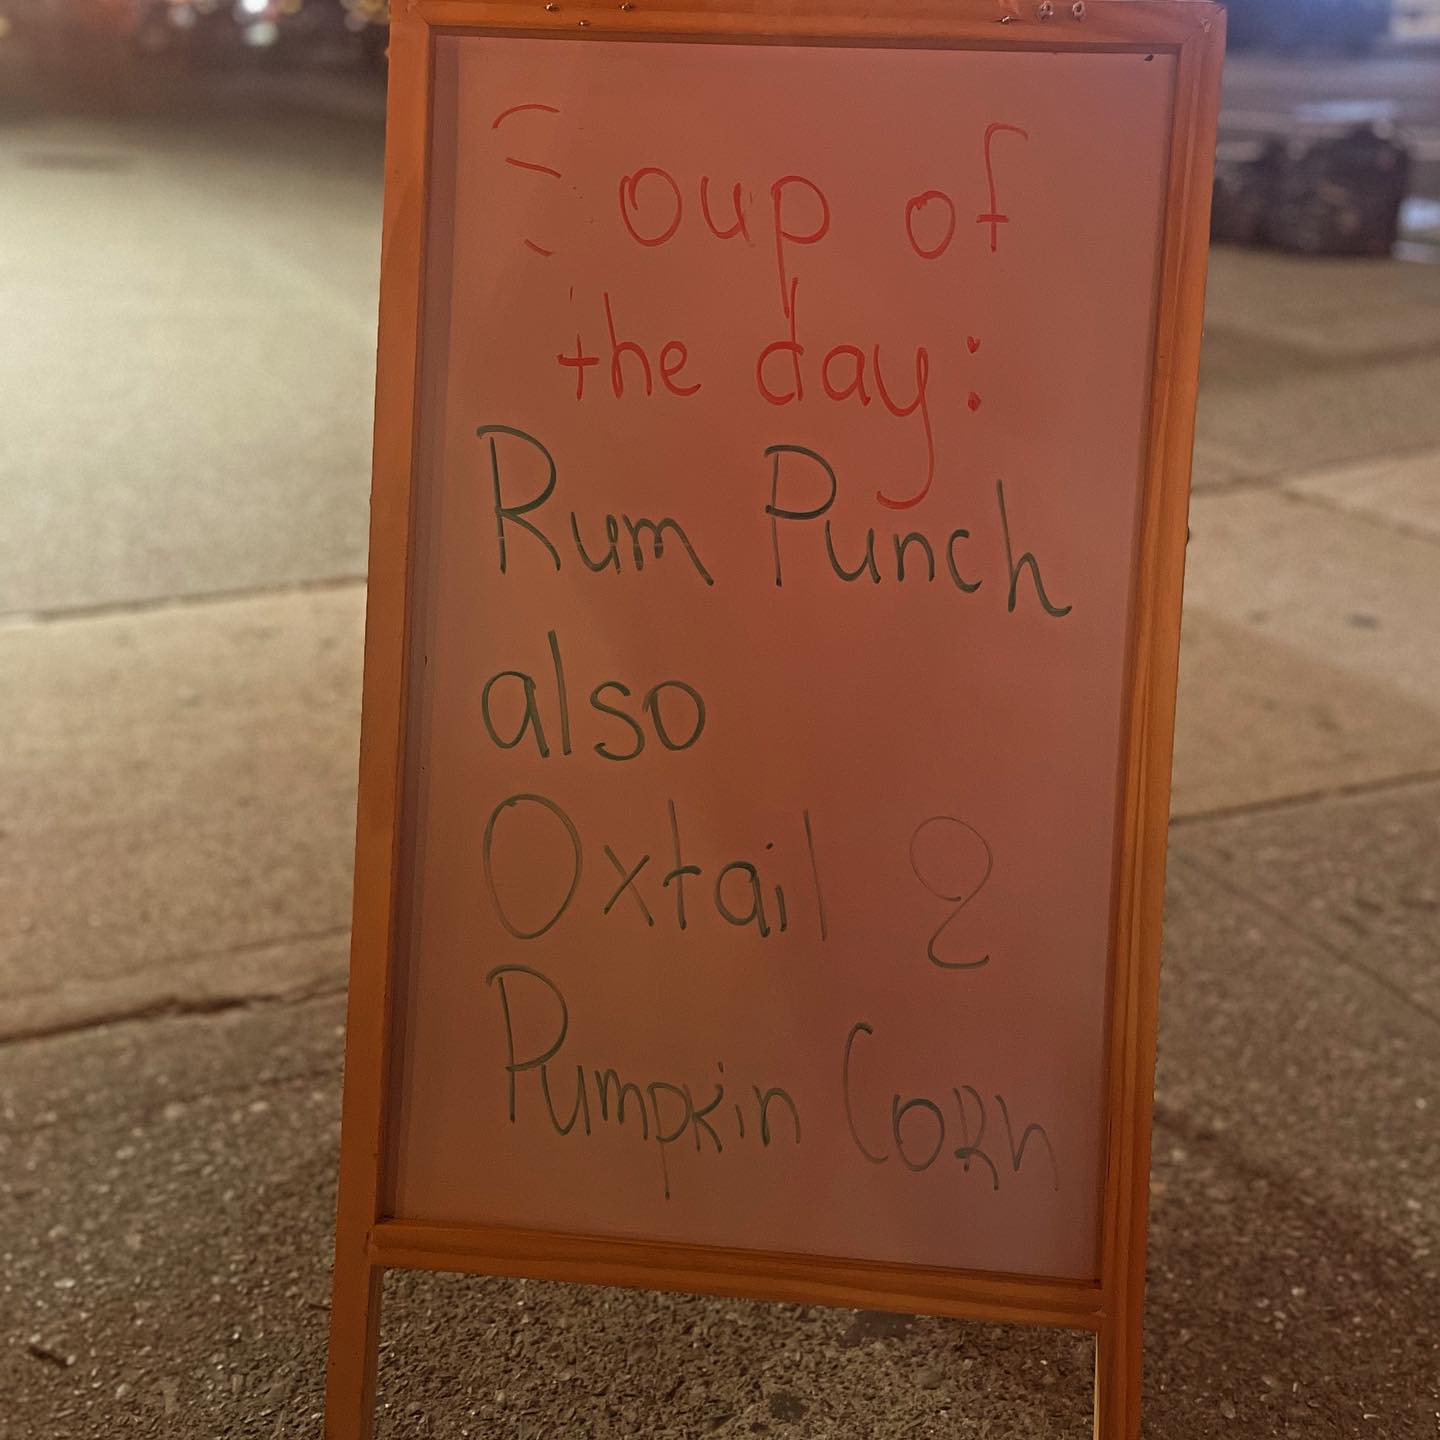 Soup of
the day:
Rum Punch
also
Oxtail &
Pumpkin Corn